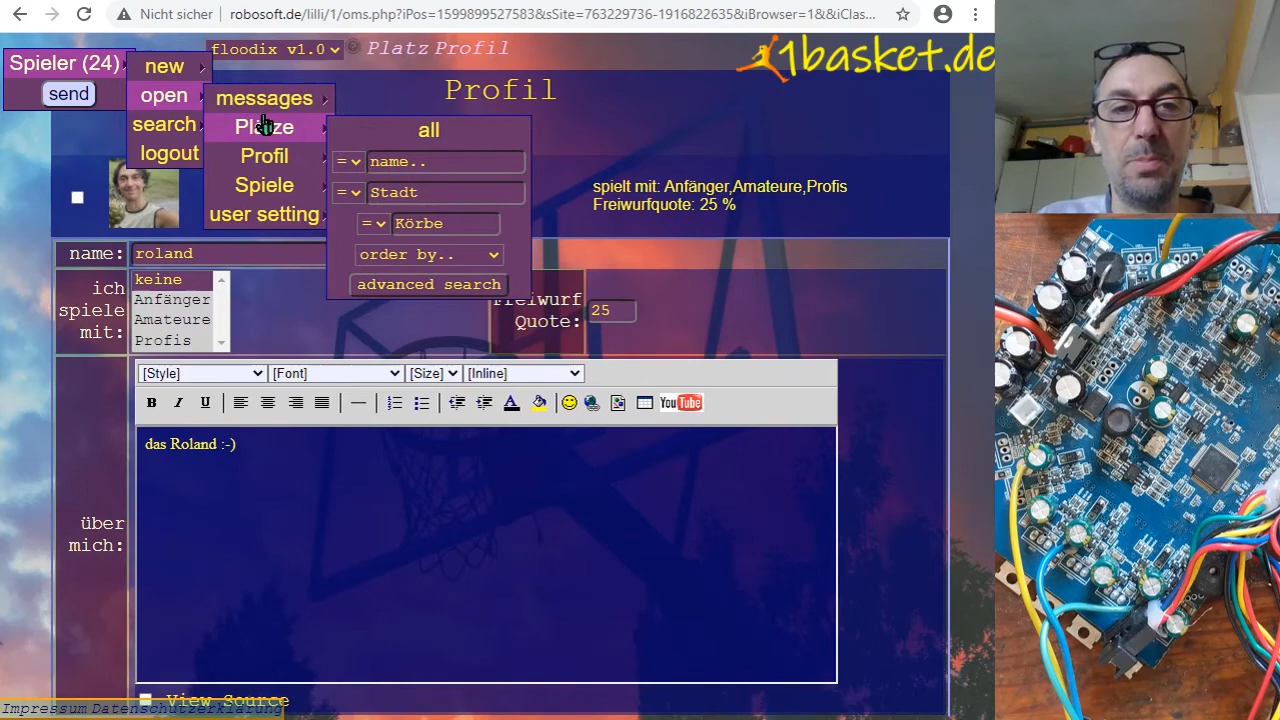 Nicht sicher | robosoft.de/lilli/1/oms.php?iPos=1599899527583&sSite=763229736-1916822635&iBrowser=1&&iClas...
Spieler (24)
send
new
open
search
logout
floodix v1.0
Platz Profil
1basket.de
messages
Plätze
Profil
Spiele
user setting
all
= name..
= Stadt
= Körbe
order by..
advanced search
Profil
spielt mit: Anfänger,Amateure,Profis
Freiwurfquote: 25 %
name: roland
ich spiele mit:
keine
Anfänger
Amateure
Profis
Freiwurf Quote: 25
[Style] [Font] [Size] [Inline]
B I U YouTube
über mich:
das Roland :-)
View Source
Impressum Datenschutzerklärung